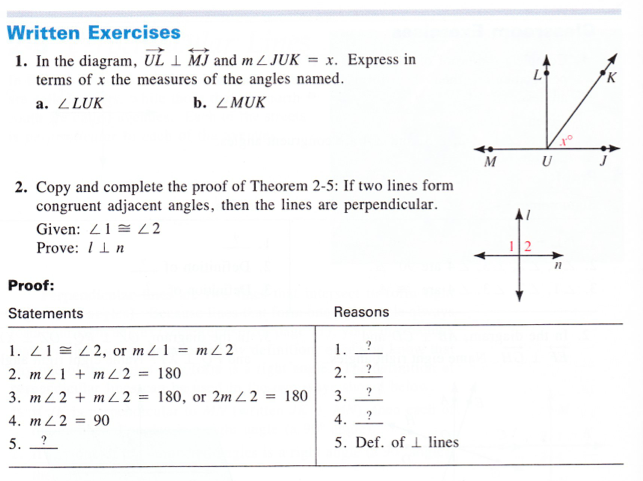 Written Exercises
1. In the diagram, UL ⊥ MJ and m∠JUK = x. Express in
terms of x the measures of the angles named.
a. ∠LUK b. ∠MUK
L K
x°
M U J
2. Copy and complete the proof of Theorem 2-5: If two lines form
congruent adjacent angles, then the lines are perpendicular.
Given: ∠1 ≅ ∠2
Prove: l ⊥ n
l
1 2
n
Proof:
Statements Reasons
1. ∠1 ≅ ∠2, or m∠1 = m∠2 1. ?
2. m∠1 + m∠2 = 180 2. ?
3. m∠2 + m∠2 = 180, or 2m∠2 = 180 3. ?
4. m∠2 = 90 4. ?
5. ? 5. Def. of ⊥ lines